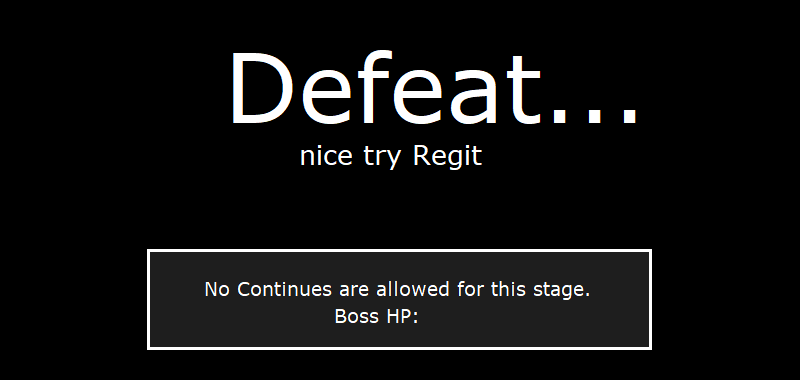 Defeat...
nice try Regit
No Continues are allowed for this stage.
Boss HP: